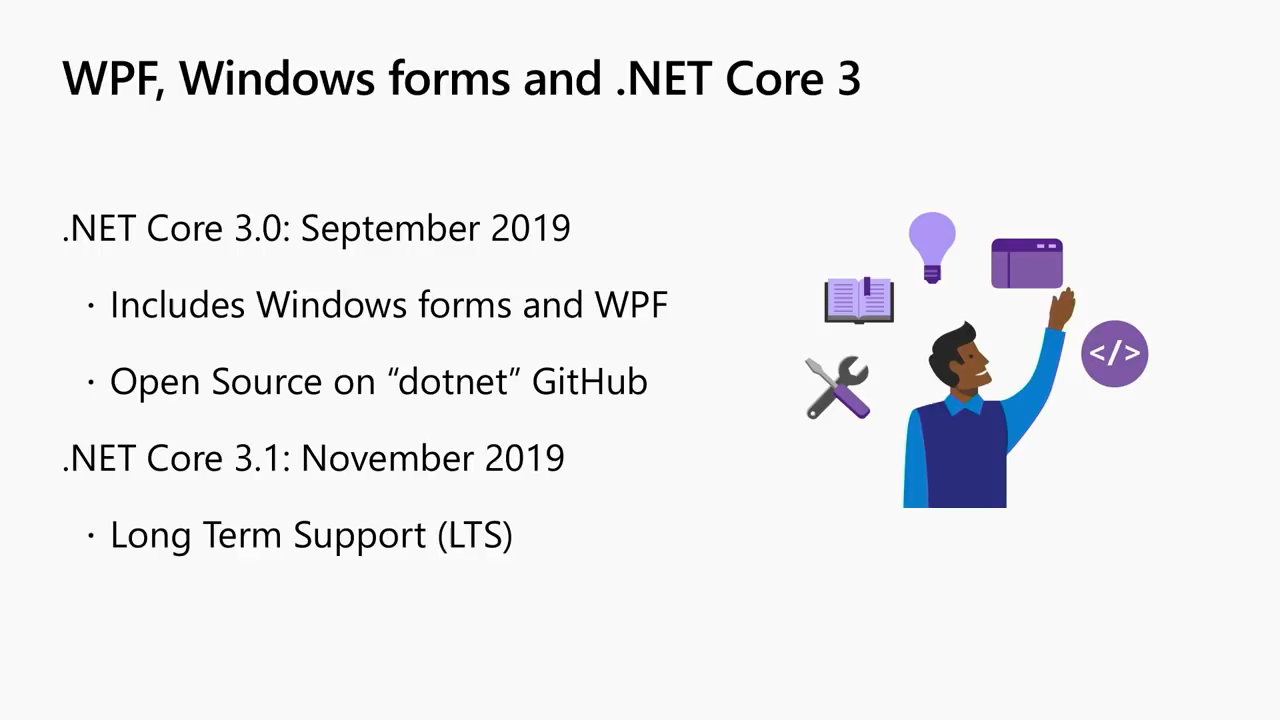 WPF, Windows forms and .NET Core 3
.NET Core 3.0: September 2019
· Includes Windows forms and WPF
· Open Source on “dotnet” GitHub
.NET Core 3.1: November 2019
· Long Term Support (LTS)
</>